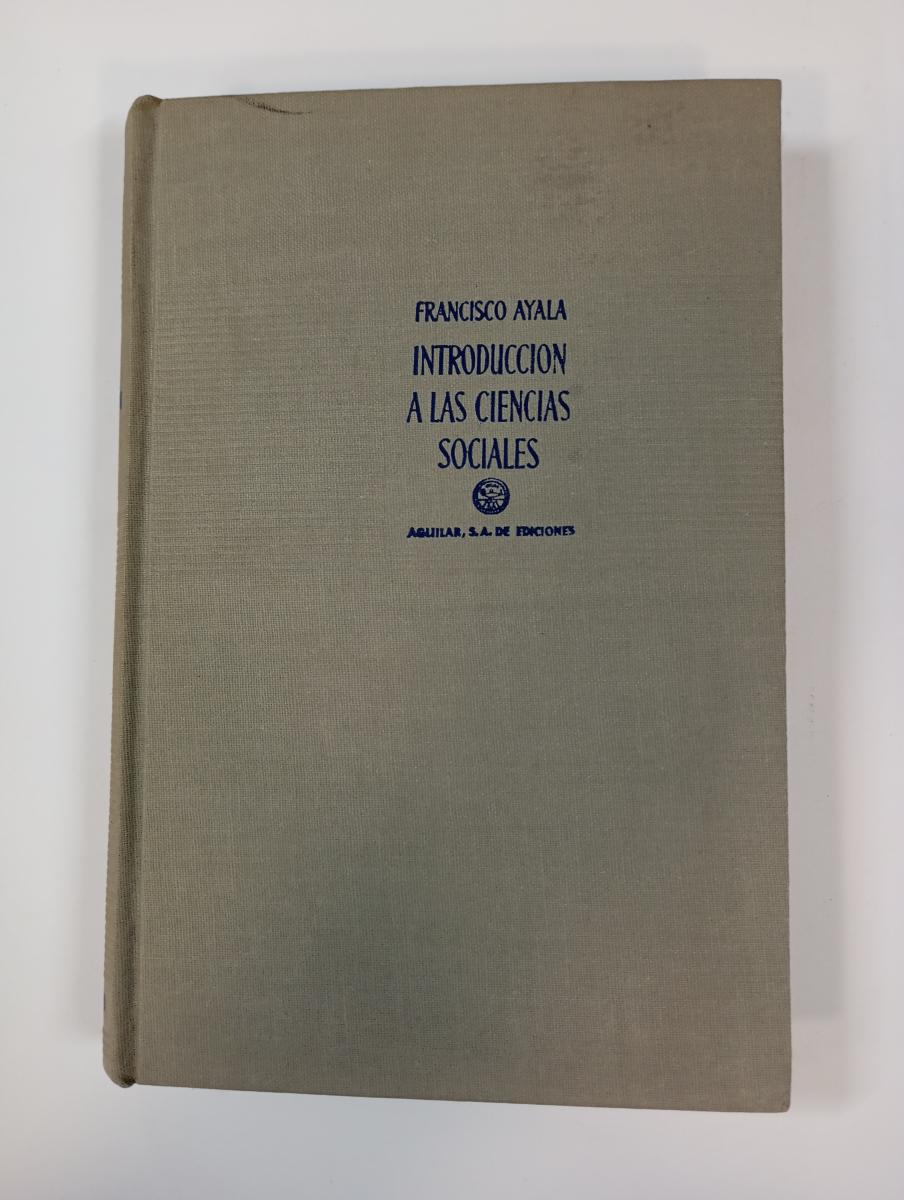 FRANCISCO AYALA
INTRODUCCION
A LAS CIENCIAS
SOCIALES
AGUILAR, S.A. DE EDICIONES